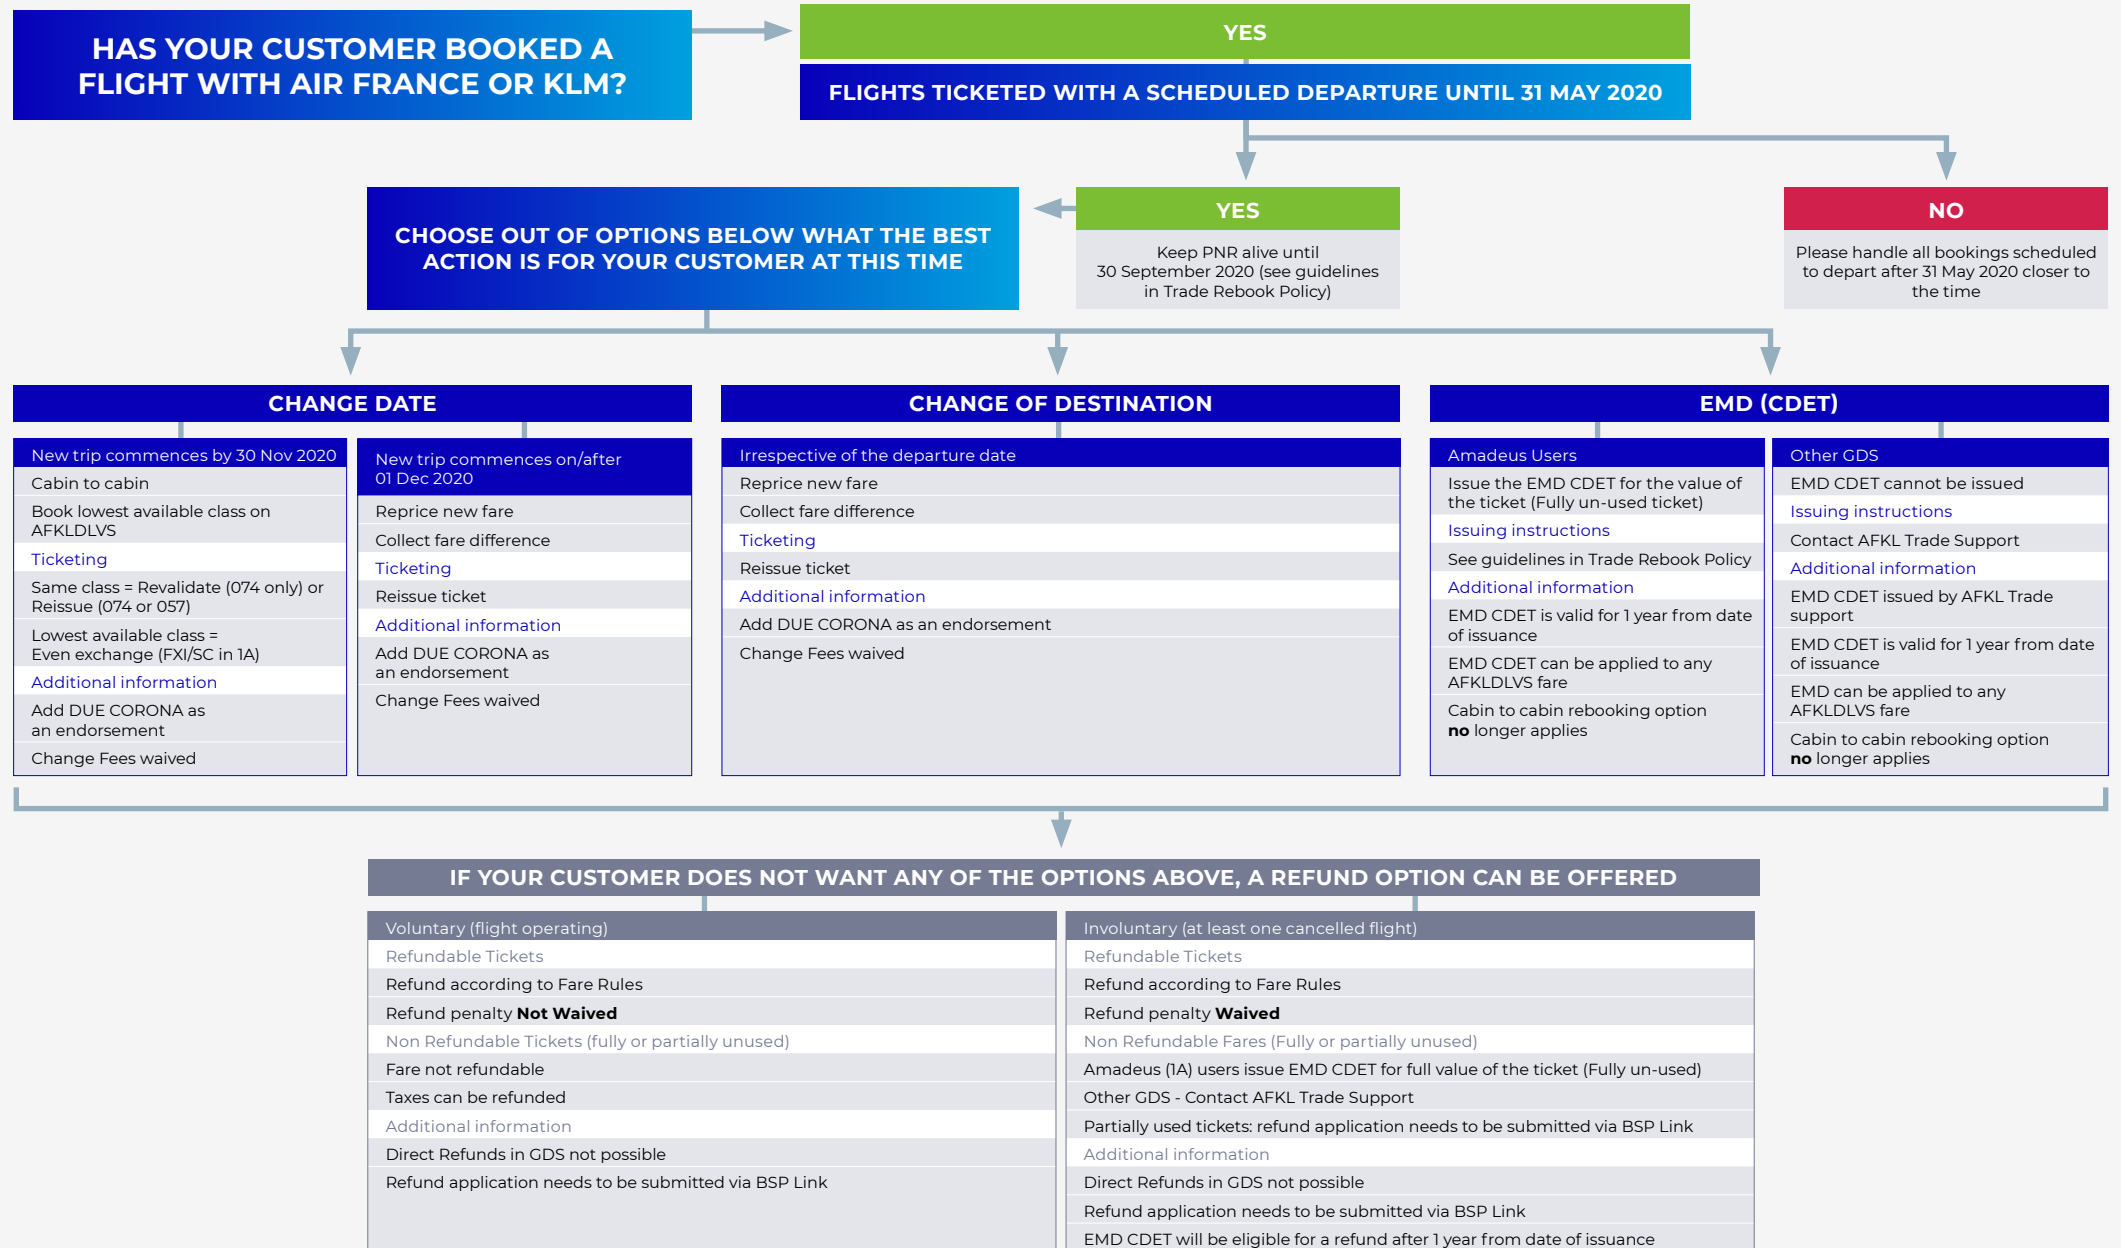 HAS YOUR CUSTOMER BOOKED A
FLIGHT WITH AIR FRANCE OR KLM?
YES
FLIGHTS TICKETED WITH A SCHEDULED DEPARTURE UNTIL 31 MAY 2020
CHOOSE OUT OF OPTIONS BELOW WHAT THE BEST
ACTION IS FOR YOUR CUSTOMER AT THIS TIME
YES
Keep PNR alive until
30 September 2020 (see guidelines
in Trade Rebook Policy)
NO
Please handle all bookings scheduled
to depart after 31 May 2020 closer to
the time
CHANGE DATE
New trip commences by 30 Nov 2020
Cabin to cabin
Book lowest available class on
AFKLDLVS
Ticketing
Same class = Revalidate (074 only) or
Reissue (074 or 057)
Lowest available class =
Even exchange (FXI/SC in 1A)
Additional information
Add DUE CORONA as
an endorsement
Change Fees waived
New trip commences on/after
01 Dec 2020
Reprice new fare
Collect fare difference
Ticketing
Reissue ticket
Additional information
Add DUE CORONA as
an endorsement
Change Fees waived
CHANGE OF DESTINATION
Irrespective of the departure date
Reprice new fare
Collect fare difference
Ticketing
Reissue ticket
Additional information
Add DUE CORONA as an endorsement
Change Fees waived
EMD (CDET)
Amadeus Users
Issue the EMD CDET for the value of
the ticket (Fully un-used ticket)
Issuing instructions
See guidelines in Trade Rebook Policy
Additional information
EMD CDET is valid for 1 year from date
of issuance
EMD CDET can be applied to any
AFKLDLVS fare
Cabin to cabin rebooking option
no longer applies
Other GDS
EMD CDET cannot be issued
Issuing instructions
Contact AFKL Trade Support
Additional information
EMD CDET issued by AFKL Trade
support
EMD CDET is valid for 1 year from date
of issuance
EMD can be applied to any
AFKLDLVS fare
Cabin to cabin rebooking option
no longer applies
IF YOUR CUSTOMER DOES NOT WANT ANY OF THE OPTIONS ABOVE, A REFUND OPTION CAN BE OFFERED
Voluntary (flight operating)
Refundable Tickets
Refund according to Fare Rules
Refund penalty Not Waived
Non Refundable Tickets (fully or partially unused)
Fare not refundable
Taxes can be refunded
Additional information
Direct Refunds in GDS not possible
Refund application needs to be submitted via BSP Link
Involuntary (at least one cancelled flight)
Refundable Tickets
Refund according to Fare Rules
Refund penalty Waived
Non Refundable Fares (Fully or partially unused)
Amadeus (1A) users issue EMD CDET for full value of the ticket (Fully un-used)
Other GDS - Contact AFKL Trade Support
Partially used tickets: refund application needs to be submitted via BSP Link
Additional information
Direct Refunds in GDS not possible
Refund application needs to be submitted via BSP Link
EMD CDET will be eligible for a refund after 1 year from date of issuance